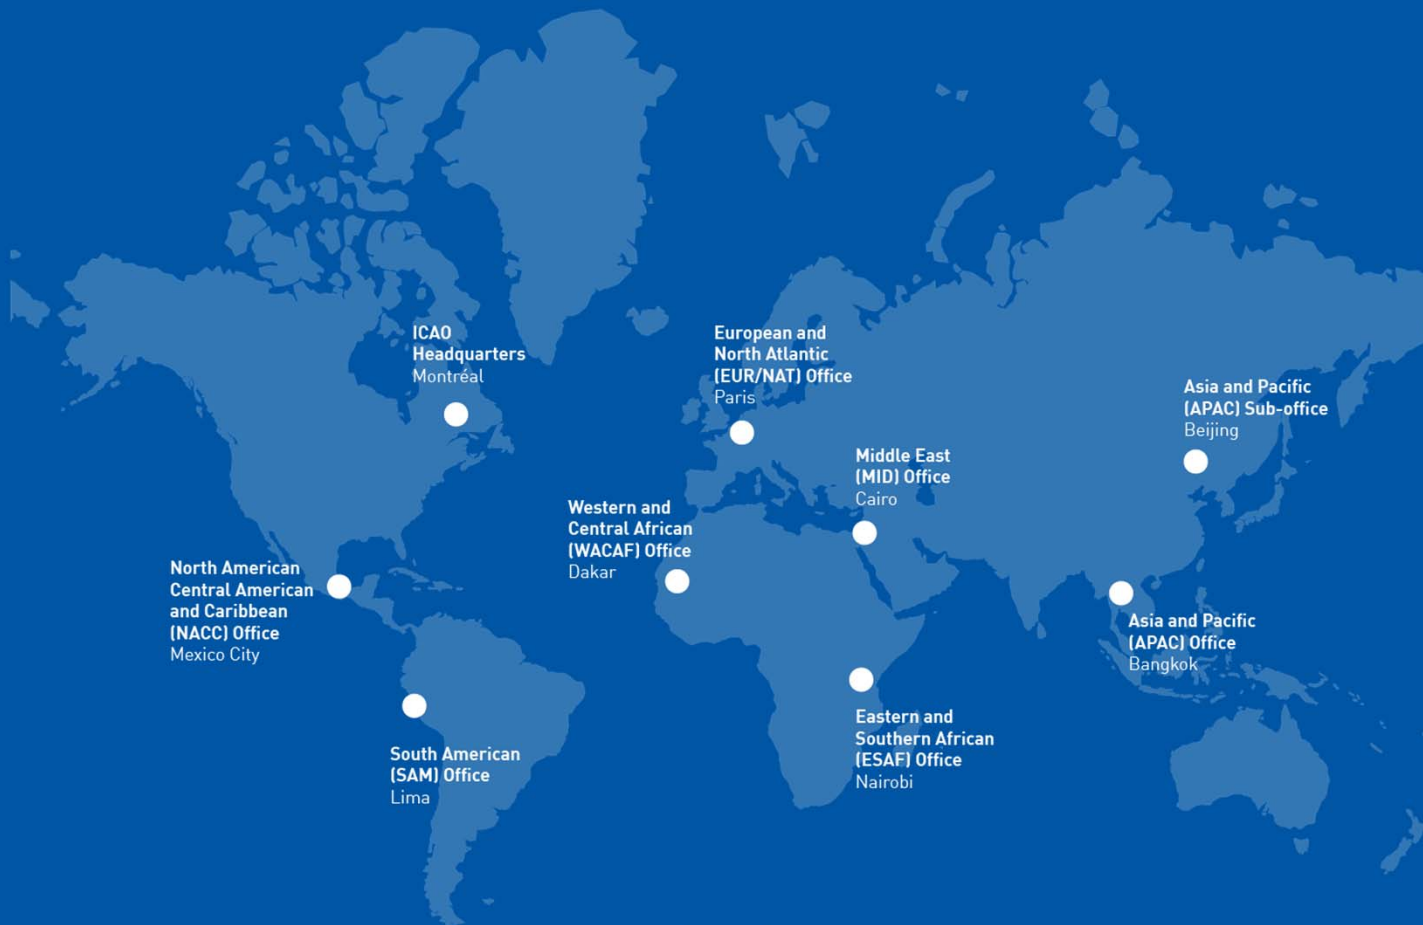 ICAO
Headquarters
Montréal
European and
North Atlantic
(EUR/NAT) Office
Paris
Asia and Pacific
(APAC) Sub-office
Beijing
Middle East
(MID) Office
Cairo
Western and
Central African
(WACAF) Office
Dakar
North American
Central American
and Caribbean
(NACC) Office
Mexico City
Asia and Pacific
(APAC) Office
Bangkok
Eastern and
Southern African
(ESAF) Office
Nairobi
South American
(SAM) Office
Lima